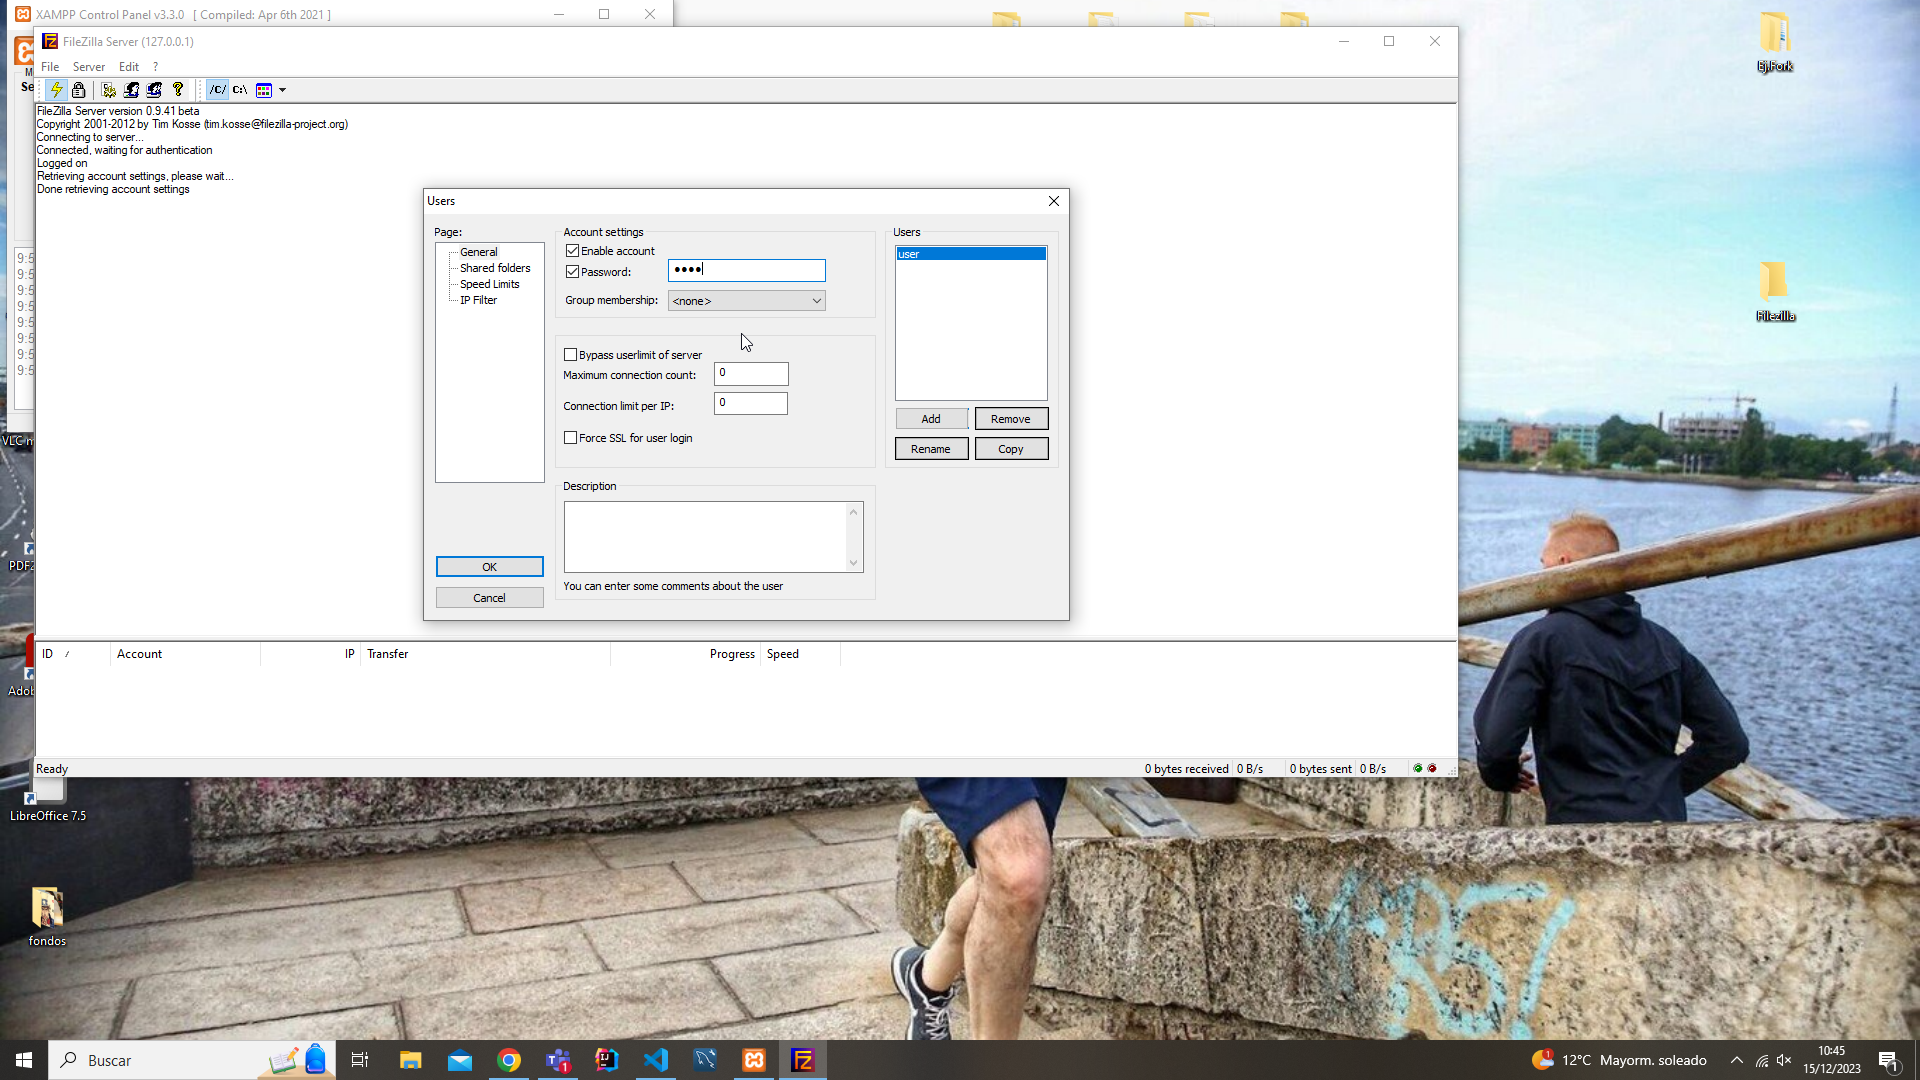 XAMPP Control Panel v3.3.0 [ Compiled: Apr 6th 2021 ]
FileZilla Server (127.0.0.1)
File Server Edit ?
/C/ C:\
FileZilla Server version 0.9.41 beta
Copyright 2001-2012 by Tim Kosse (tim.kosse@filezilla-project.org)
Connecting to server...
Connected, waiting for authentication
Logged on
Retrieving account settings, please wait...
Done retrieving account settings
Users
Page:
General
Shared folders
Speed Limits
IP Filter
OK
Cancel
Account settings
Enable account
Password: ••••
Group membership: <none>
Bypass userlimit of server
Maximum connection count: 0
Connection limit per IP: 0
Force SSL for user login
Description
You can enter some comments about the user
Users
user
Add Remove
Rename Copy
ID / Account IP Transfer Progress Speed
Ready 0 bytes received 0 B/s 0 bytes sent 0 B/s
Ej.Fork
Filezilla
VLC m
PDF2
Adob
LibreOffice 7.5
fondos
Buscar
12°C Mayorm. soleado
10:45
15/12/2023